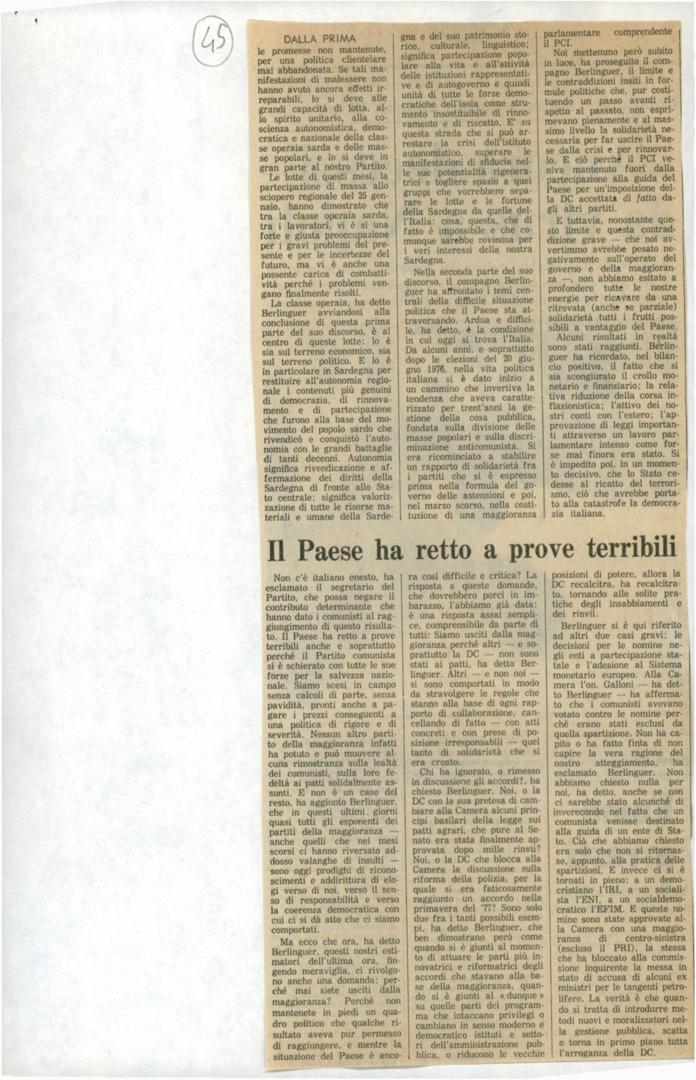 45
DALLA PRIMA
le promesse non mantenute,
per una politica clientelare
mai abbandonata. Se tali ma-
nifestazioni di malessere non
hanno avuto ancora effetti ir-
reparabili, lo si deve alle
grandi capacità di lotta, al-
lo spirito unitario, alla co-
scienza autonomistica, demo-
cratica e nazionale della clas-
se operaia sarda e delle mas-
se popolari, e lo si deve in
gran parte al nostro Partito.
Le lotte di questi mesi, la
partecipazione di massa allo
sciopero regionale del 25 gen-
naio, hanno dimostrato che
tra la classe operaia sarda,
tra i lavoratori, vi è sì una
forte e giusta preoccupazione
per i gravi problemi del pre-
sente e per le incertezze del
futuro, ma vi è anche una
possente carica di combatti-
vità perché i problemi ven-
gano finalmente risolti.
La classe operaia, ha detto
Berlinguer avviandosi alla
conclusione di questa prima
parte del suo discorso, è al
centro di queste lotte: lo è
sia sul terreno economico, sia
sul terreno politico. E lo è
in particolare in Sardegna per
restituire all'autonomia regio-
nale i contenuti più genuini
di democrazia, di rinnova-
mento e di partecipazione
che furono alla base del mo-
vimento del popolo sardo che
rivendicò e conquistò l'auto-
nomia con le grandi battaglie
di tanti decenni. Autonomia
significa rivendicazione e af-
fermazione dei diritti della
Sardegna di fronte allo Sta-
to centrale; significa valoriz-
zazione di tutte le risorse ma-
teriali e umane della Sarde-
gna e del suo patrimonio sto-
rico, culturale, linguistico;
significa partecipazione popo-
lare alla vita e all'attività
delle istituzioni rappresentati-
ve e di autogoverno e quindi
unità di tutte le forze demo-
cratiche dell'isola come stru-
mento insostituibile di rinno-
vamento e di riscatto. E' su
questa strada che si può ar-
restare la crisi dell'istituto
autonomistico, superare le
manifestazioni di sfiducia nel-
le sue potenzialità rigenera-
trici e togliere spazio a quei
gruppi che vorrebbero sepa-
rare le lotte e le fortune
della Sardegna da quelle del-
l'Italia: cosa, questa, che di
fatto è impossibile e che co-
munque sarebbe rovinosa per
i veri interessi della nostra
Sardegna.
Nella seconda parte del suo
discorso, il compagno Berlin-
guer ha affrontato i temi cen-
trali della difficile situazione
politica che il Paese sta at-
traversando. Ardua e diffici-
le, ha detto, è la condizione
in cui oggi si trova l'Italia.
Da alcuni anni, e soprattutto
dopo le elezioni del 20 giu-
gno 1976, nella vita politica
italiana si è dato inizio a
un cammino che invertiva la
tendenza che aveva caratte-
rizzato per trent'anni la ge-
stione della cosa pubblica,
fondata sulla divisione delle
masse popolari e sulla discri-
minazione anticomunista. Si
era ricominciato a stabilire
un rapporto di solidarietà fra
i partiti che si è espresso
prima nella formula del go-
verno delle astensioni e poi,
nel marzo scorso, nella costi-
tuzione di una maggioranza
parlamentare comprendente
il PCI.
Noi mettemmo però subito
in luce, ha proseguito il com-
pagno Berlinguer, il limite e
le contraddizioni insiti in for-
mule politiche che, pur costi-
tuendo un passo avanti ri-
spetto al passato, non espri-
mevano pienamente e al mas-
simo livello la solidarietà ne-
cessaria per far uscire il Pae-
se dalla crisi e per rinnovar-
lo. E ciò perché il PCI ve-
niva mantenuto fuori dalla
partecipazione alla guida del
Paese per un'imposizione del-
la DC accettata di fatto da-
gli altri partiti.
E tuttavia, nonostante que-
sto limite e questa contrad-
dizione grave — che noi av-
vertimmo avrebbe pesato ne-
gativamente sull'operato del
governo e della maggioran-
za —, non abbiamo esitato a
profondere tutte le nostre
energie per ricavare da una
ritrovata (anche se parziale)
solidarietà tutti i frutti pos-
sibili a vantaggio del Paese.
Alcuni risultati in realtà
sono stati raggiunti. Berlin-
guer ha ricordato, nel bilan-
cio positivo, il fatto che si
sia scongiurato il crollo mo-
netario e finanziario; la rela-
tiva riduzione della corsa in-
flazionistica; l'attivo dei no-
stri conti con l'estero; l'ap-
provazione di leggi importan-
ti attraverso un lavoro par-
lamentare intenso come for-
se mai finora era stato. Si
è impedito poi, in un momen-
to decisivo, che lo Stato ce-
desse al ricatto del terrori-
smo, ciò che avrebbe porta-
to alla catastrofe la democra-
zia italiana.
Il Paese ha retto a prove terribili
Non c'è italiano onesto, ha
esclamato il segretario del
Partito, che possa negare il
contributo determinante che
hanno dato i comunisti al rag-
giungimento di questo risulta-
to. Il Paese ha retto a prove
terribili anche e soprattutto
perché il Partito comunista
si è schierato con tutte le sue
forze per la salvezza nazio-
nale. Siamo scesi in campo
senza calcoli di parte, senza
pavidità, pronti anche a pa-
gare i prezzi conseguenti a
una politica di rigore e di
severità. Nessun altro parti-
to della maggioranza infatti
ha potuto e può muovere al-
cuna rimostranza sulla lealtà
dei comunisti, sulla loro fe-
deltà ai patti solidalmente as-
sunti. E non è un caso del
resto, ha aggiunto Berlinguer,
che in questi ultimi giorni
quasi tutti gli esponenti dei
partiti della maggioranza —
anche quelli che nei mesi
scorsi ci hanno riversato ad-
dosso valanghe di insulti —
sono oggi prodighi di ricono-
scimenti e addirittura di elo-
gi verso di noi, verso il sen-
so di responsabilità e verso
la coerenza democratica con
cui ci si dà atto che ci siamo
comportati.
Ma ecco che ora, ha detto
Berlinguer, questi nostri esti-
matori dell'ultima ora, fin-
gendo meraviglia, ci rivolgo-
no anche una domanda: per-
ché mai siete usciti dalla
maggioranza? Perché non
mantenete in piedi un qua-
dro politico che qualche ri-
sultato aveva pur permesso
di raggiungere, e mentre la
situazione del Paese è anco-
ra così difficile e critica? La
risposta a queste domande,
che dovrebbero porci in im-
barazzo, l'abbiamo già data:
è una risposta assai sempli-
ce, comprensibile da parte di
tutti: Siamo usciti dalla mag-
gioranza perché altri — e so-
prattutto la DC — non sono
stati ai patti, ha detto Ber-
linguer. Altri — e non noi —
si sono comportati in modo
da stravolgere le regole che
stanno alla base di ogni rap-
porto di collaborazione, can-
cellando di fatto — con atti
concreti e con prese di po-
sizione irresponsabili — quel
tanto di solidarietà che si
era creato.
Chi ha ignorato, o rimesso
in discussione gli accordi?, ha
chiesto Berlinguer. Noi, o la
DC con la sua pretesa di cam-
biare alla Camera alcuni prin-
cipi basilari della legge sui
patti agrari, che pure al Sena-
to era stata finalmente appro-
vata dopo mille rinvii?
Noi, o la DC che blocca alla
Camera la discussione sulla
riforma della polizia, per la
quale si era faticosamente
raggiunto un accordo nella
primavera del '77? Sono solo
due fra i tanti possibili esem-
pi, ha detto Berlinguer, che
ben dimostrano però come
quando si è giunti al momen-
to di attuare le parti più in-
novatrici e riformatrici degli
accordi che stavano alla ba-
se della maggioranza, quan-
do si è giunti al «dunque»
su quelle parti del program-
ma che intaccano privilegi o
cambiano in senso moderno e
democratico istituti e setto-
ri dell'amministrazione pub-
blica, o riducono le vecchie
posizioni di potere, allora la
DC recalcitra, ha recalcitra-
to, tornando alle solite pra-
tiche degli insabbiamenti e
dei rinvii.
Berlinguer si è qui riferito
ad altri due casi gravi: le
decisioni per le nomine ne-
gli enti a partecipazione sta-
tale e l'adesione al Sistema
monetario europeo. Alla Ca-
mera l'on. Galloni — ha det-
to Berlinguer — ha afferma-
to che i comunisti avevano
votato contro le nomine per-
ché erano stati esclusi da
quella spartizione. Non ha ca-
pito o ha fatto finta di non
capire la vera ragione del
nostro atteggiamento, ha
esclamato Berlinguer. Non
abbiamo chiesto nulla per
noi, ha detto, anche se non
ci sarebbe stato alcunché di
inverecondo nel fatto che un
comunista venisse destinato
alla guida di un ente di Sta-
to. Ciò che abbiamo chiesto
era solo che non si ritornas-
se, appunto, alla pratica delle
spartizioni. E invece ci si è
tornati in pieno: a un demo-
cristiano l'IRI, a un sociali-
sta l'ENI, a un socialdemo-
cratico l'EFIM. E queste no-
mine sono state approvate al-
la Camera con una maggio-
ranza di centro-sinistra
(escluso il PRI), la stessa
che ha bloccato alla commis-
sione inquirente la messa in
stato di accusa di alcuni ex
ministri per le tangenti petro-
lifere. La verità è che quan-
do si tratta di introdurre me-
todi nuovi e moralizzatori nel-
la gestione pubblica, scatta
e torna in primo piano tutta
l'arroganza della DC.